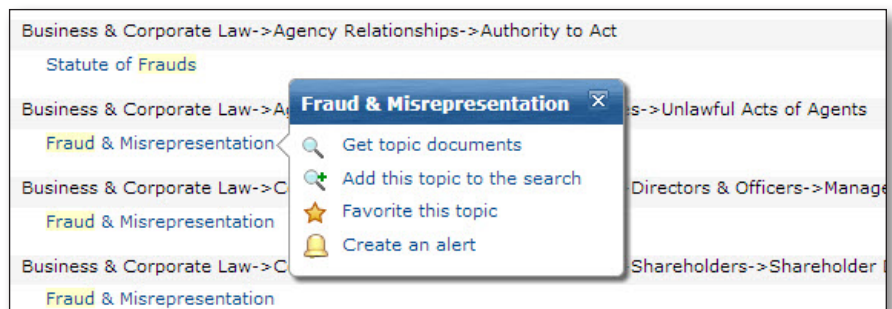 Business & Corporate Law->Agency Relationships->Authority to Act
Statute of Frauds
Business & Corporate Law->A
s->Unlawful Acts of Agents
Fraud & Misrepresentation
Fraud & Misrepresentation
Get topic documents
Add this topic to the search
Favorite this topic
Create an alert
Business & Corporate Law->C
Directors & Officers->Manage
Fraud & Misrepresentation
Business & Corporate Law->C
Shareholders->Shareholder
Fraud & Misrepresentation